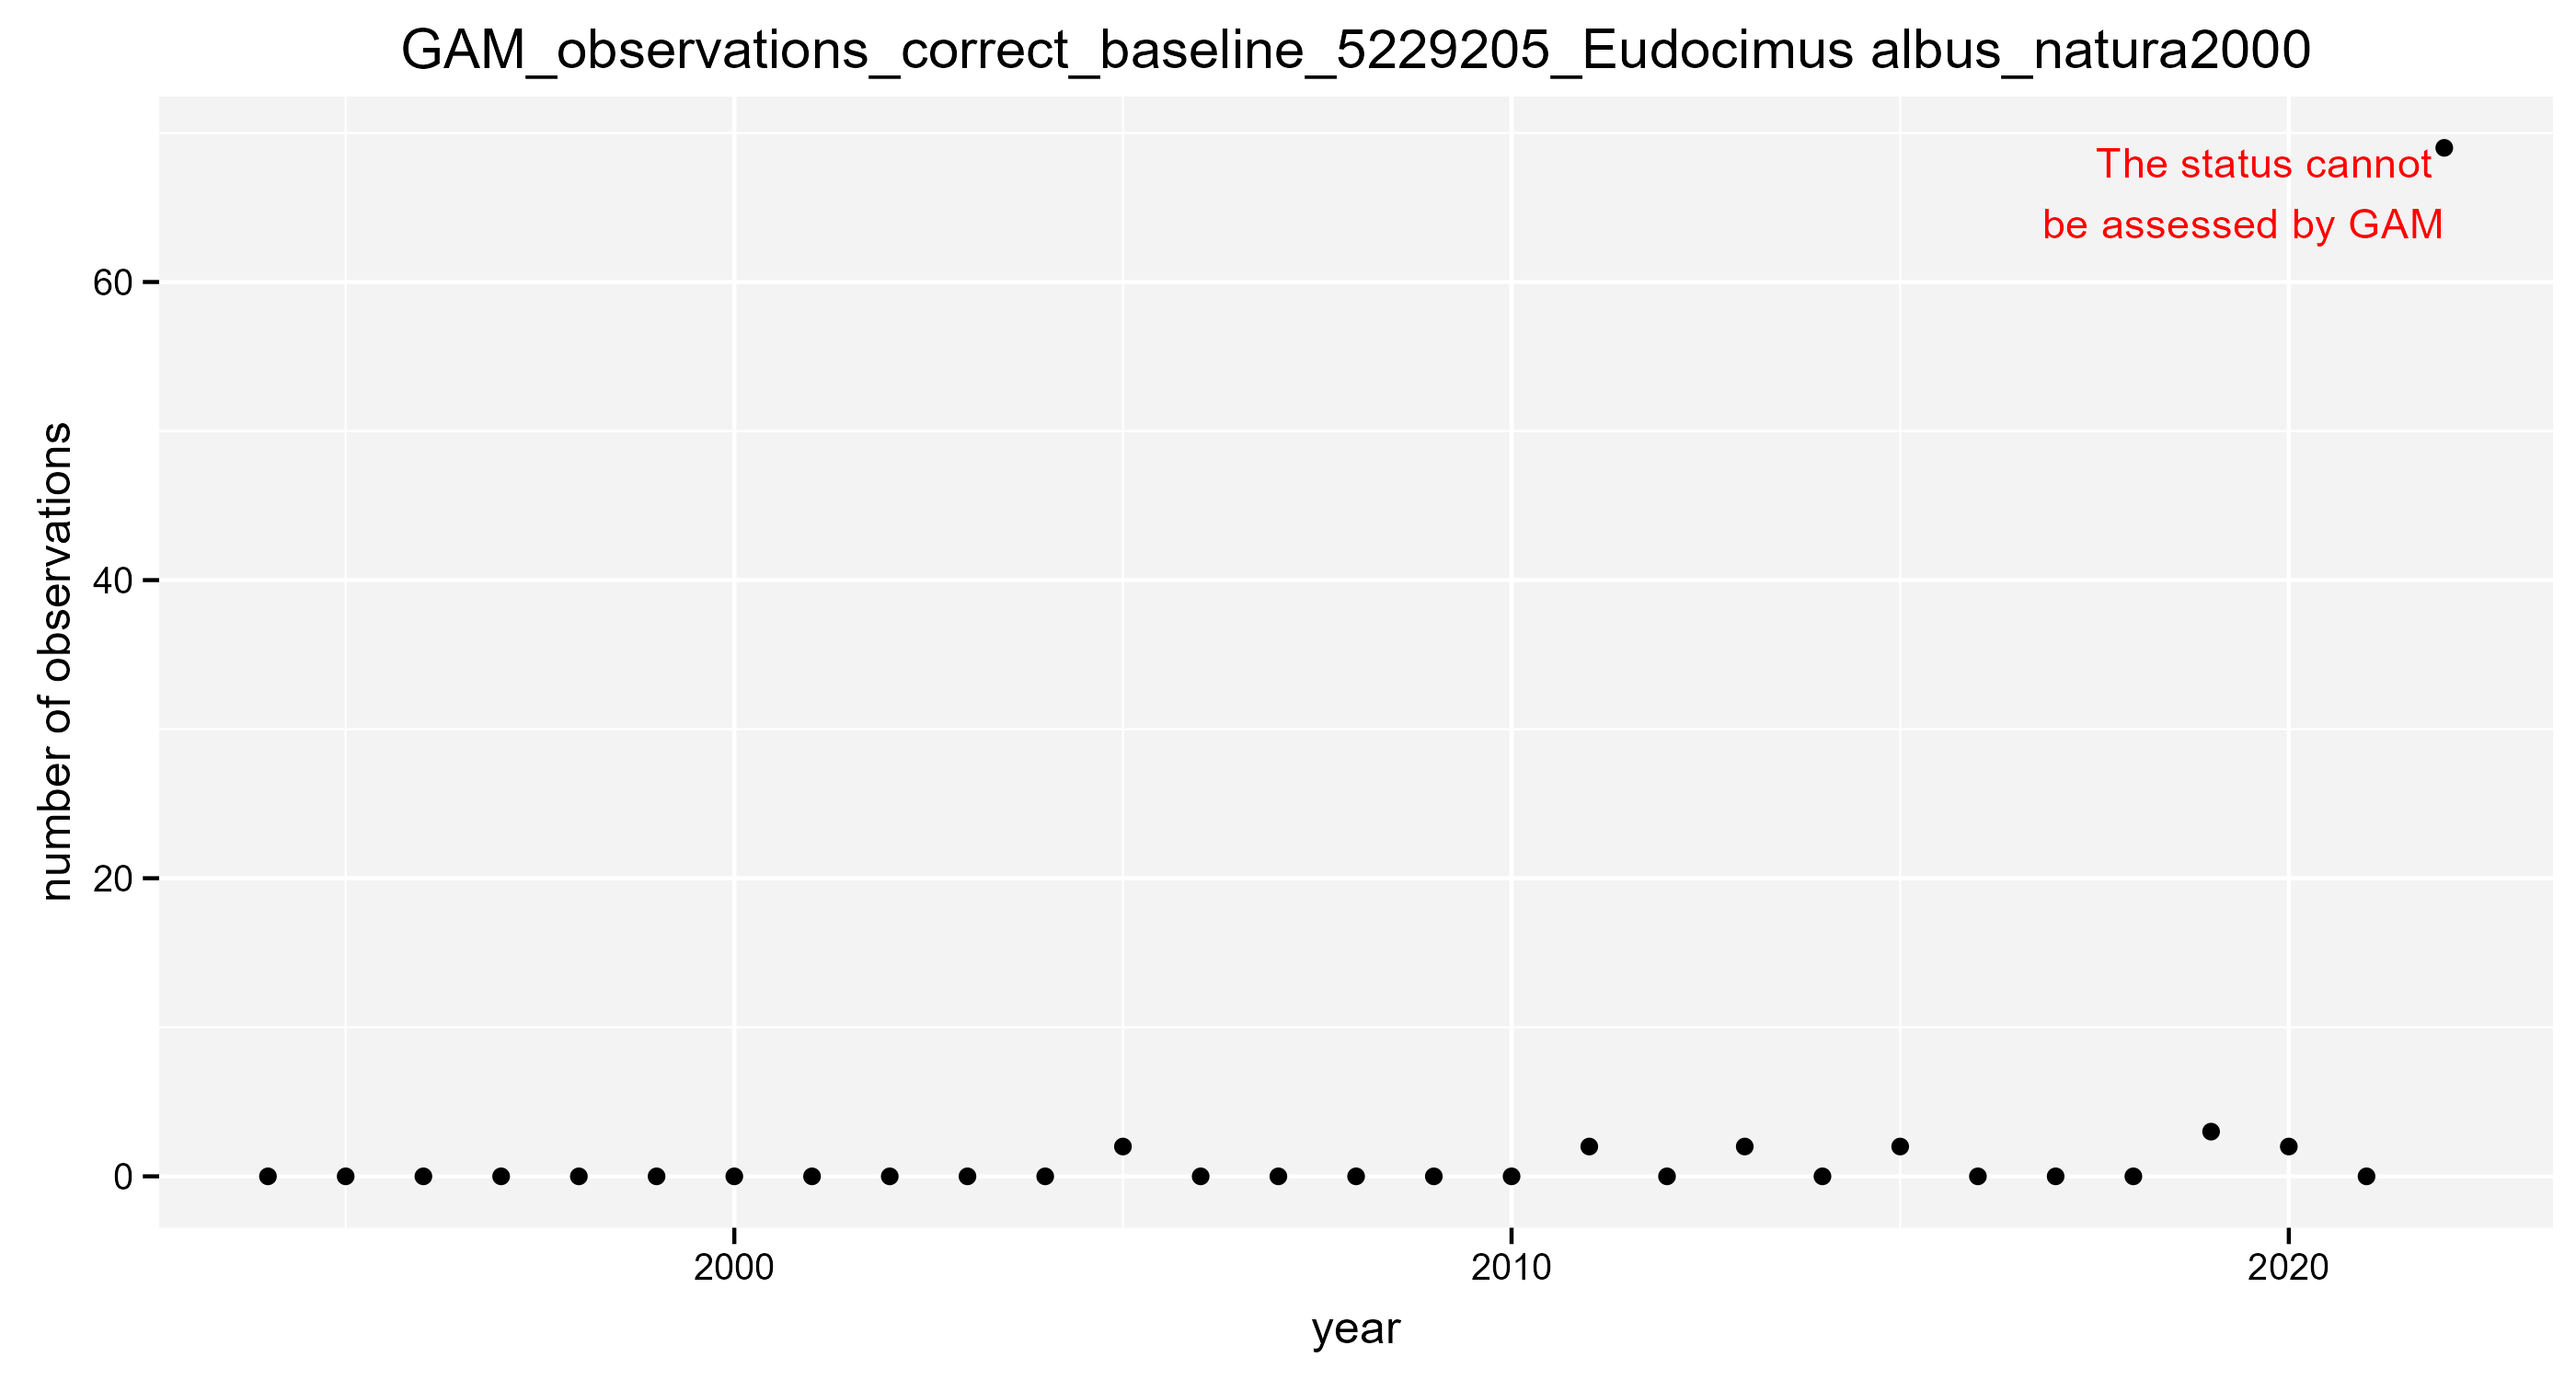 GAM_observations_correct_baseline_5229205_Eudocimus albus_natura2000
The status cannot
be assessed by GAM
60
40
20
0
number of observations
2000
2010
2020
year